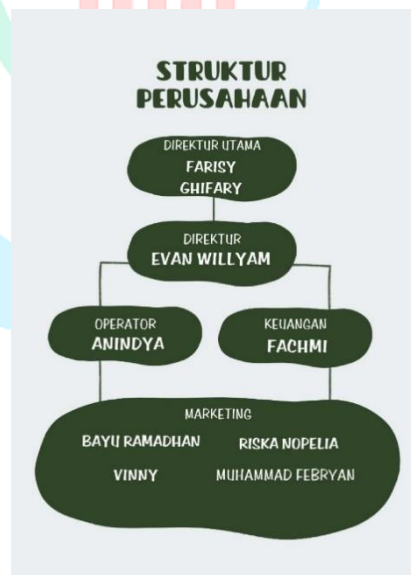 STRUKTUR
PERUSAHAAN
DIREKTUR UTAMA
FARISY
GHIFARY
DIREKTUR
EVAN WILLYAM
OPERATOR
ANINDYA
KEUANGAN
FACHMI
MARKETING
BAYU RAMADHAN
RISKA NOPELIA
VINNY
MUHAMMAD FEBRYAN